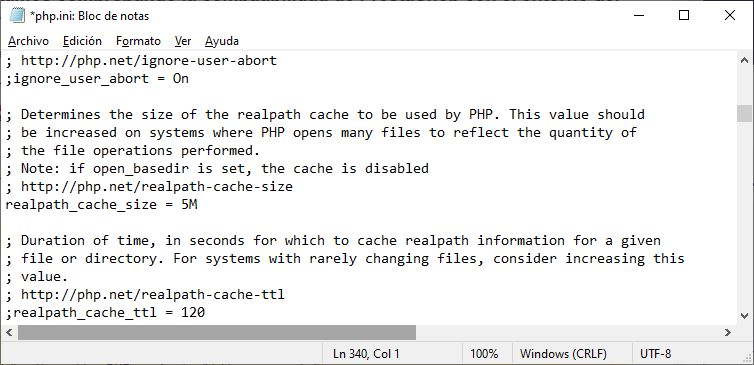 *php.ini: Bloc de notas
Archivo Edición Formato Ver Ayuda
; http://php.net/ignore-user-abort
;ignore_user_abort = On
; Determines the size of the realpath cache to be used by PHP. This value should
; be increased on systems where PHP opens many files to reflect the quantity of
; the file operations performed.
; Note: if open_basedir is set, the cache is disabled
; http://php.net/realpath-cache-size
realpath_cache_size = 5M
; Duration of time, in seconds for which to cache realpath information for a given
; file or directory. For systems with rarely changing files, consider increasing this
; value.
; http://php.net/realpath-cache-ttl
;realpath_cache_ttl = 120
Ln 340, Col 1 100% Windows (CRLF) UTF-8